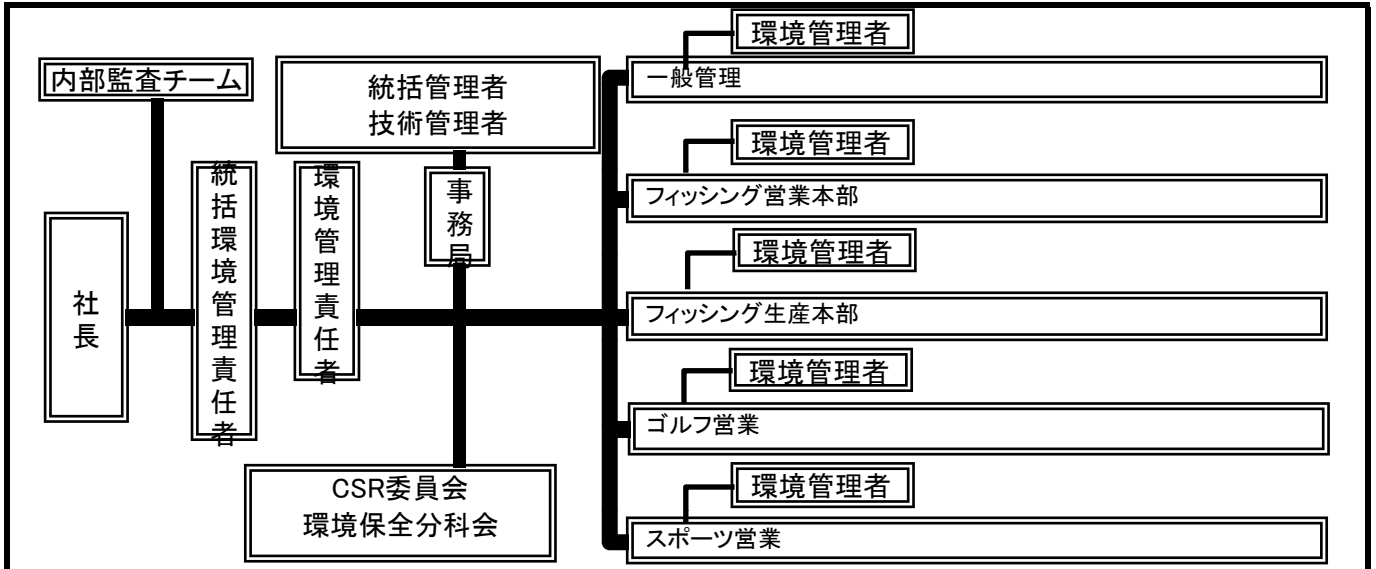 内部監査チーム
社長
統括環境管理責任者
環境管理責任者
統括管理者
技術管理者
事務局
CSR委員会
環境保全分科会
環境管理者
一般管理
環境管理者
フィッシング営業本部
環境管理者
フィッシング生産本部
環境管理者
ゴルフ営業
環境管理者
スポーツ営業